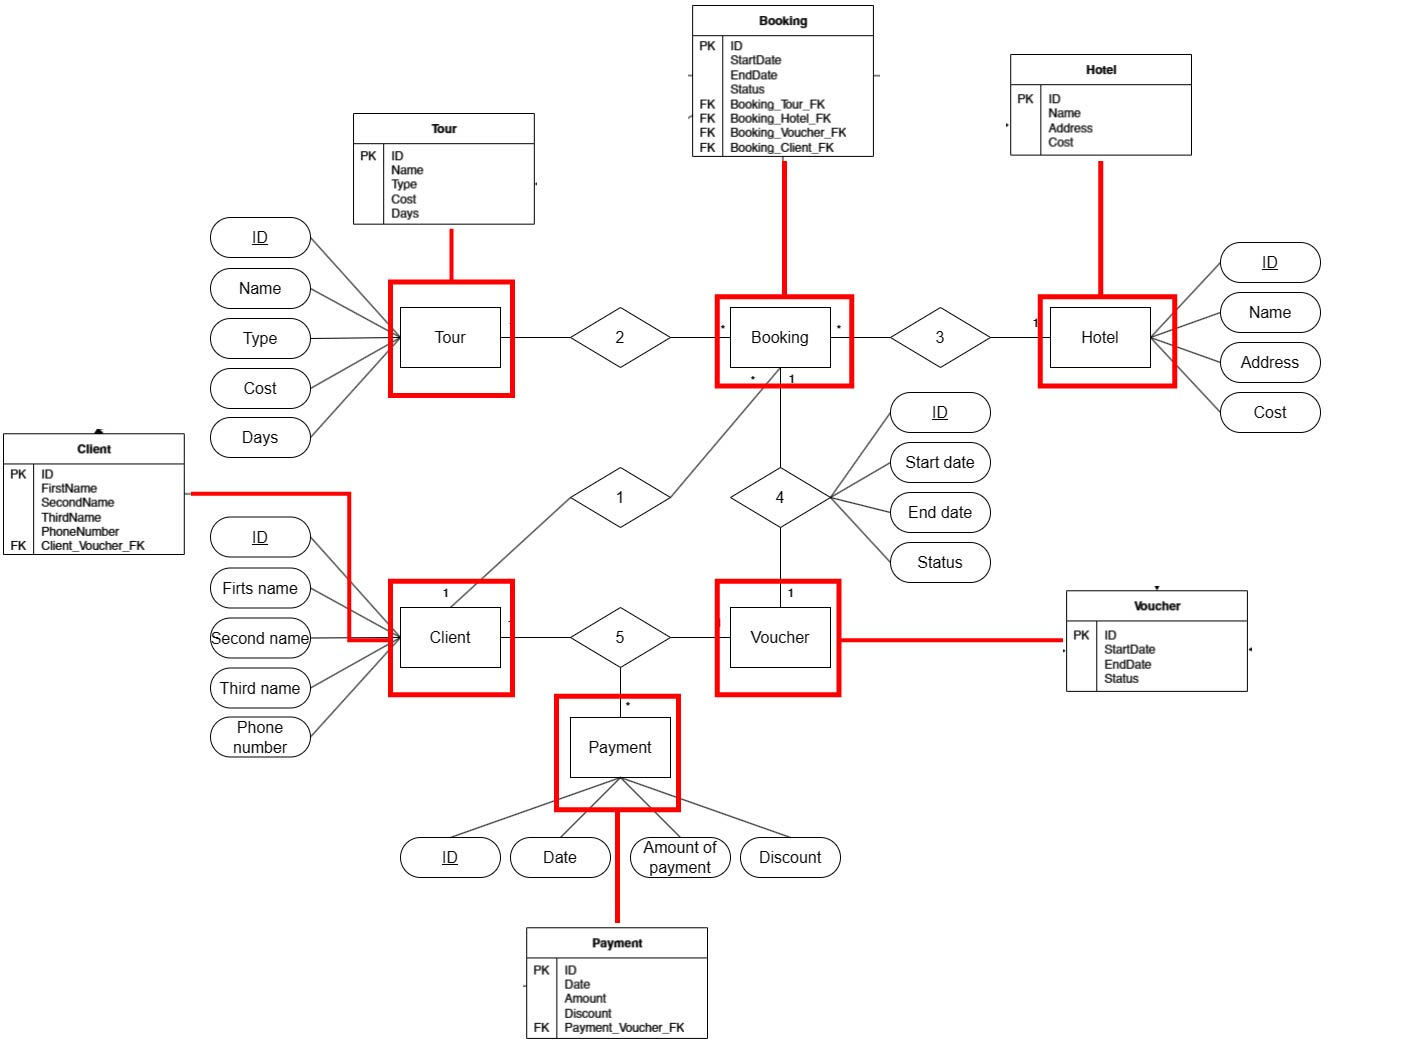 Booking
PK ID
StartDate
EndDate
Status
FK Booking_Tour_FK
FK Booking_Hotel_FK
FK Booking_Voucher_FK
FK Booking_Client_FK
Hotel
PK ID
Name
Address
Cost
Tour
PK ID
Name
Type
Cost
Days
ID
Name
Type
Cost
Days
Tour
2
*
Booking
*
3
1
Hotel
ID
Name
Address
Cost
* 1
ID
Start date
End date
Status
Client
PK ID
FirstName
SecondName
ThirdName
PhoneNumber
FK Client_Voucher_FK
1
4
ID
Firts name
Second name
Third name
Phone
number
1
Client
5
1
Voucher
Voucher
PK ID
StartDate
EndDate
Status
*
Payment
ID
Date
Amount of
payment
Discount
Payment
PK ID
Date
Amount
Discount
FK Payment_Voucher_FK